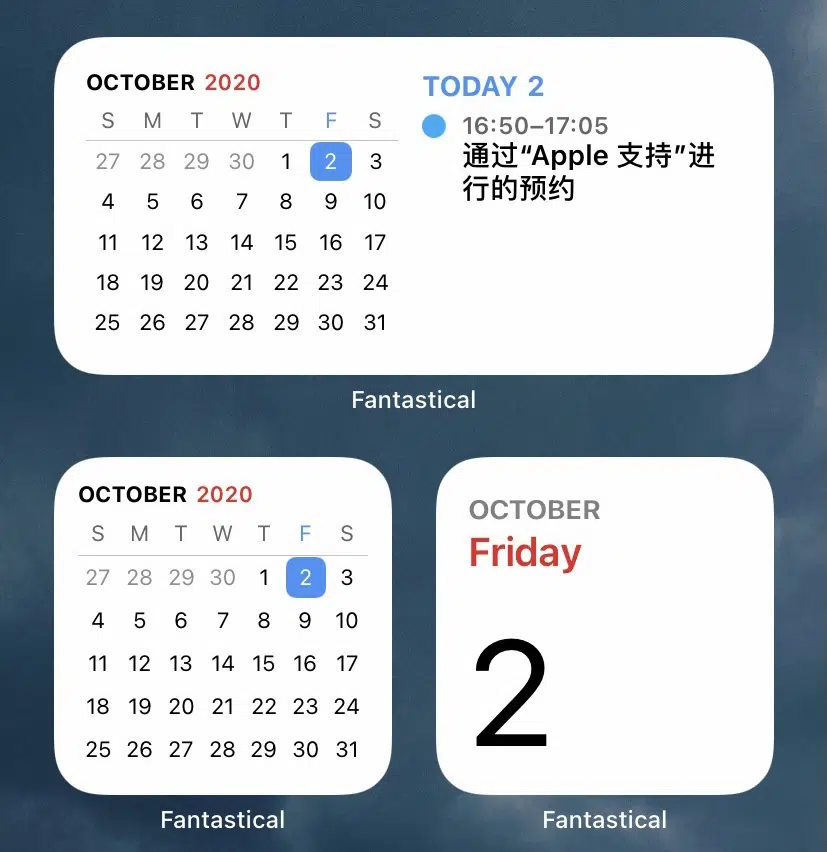 OCTOBER 2020
S M T W T F S
27 28 29 30 1 2 3
4 5 6 7 8 9 10
11 12 13 14 15 16 17
18 19 20 21 22 23 24
25 26 27 28 29 30 31
TODAY 2
16:50–17:05
通过“Apple 支持”进
行的预约
Fantastical
OCTOBER 2020
S M T W T F S
27 28 29 30 1 2 3
4 5 6 7 8 9 10
11 12 13 14 15 16 17
18 19 20 21 22 23 24
25 26 27 28 29 30 31
Fantastical
OCTOBER
Friday
2
Fantastical